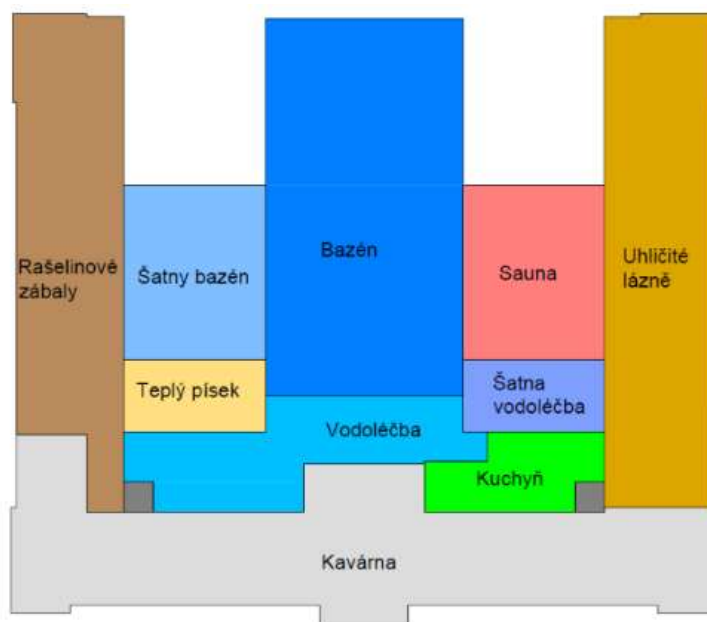 Rašelinové
zábaly
Šatny bazén
Bazén
Sauna
Uhličité
lázně
Teplý písek
Šatna
vodoléčba
Vodoléčba
Kuchyň
Kavárna